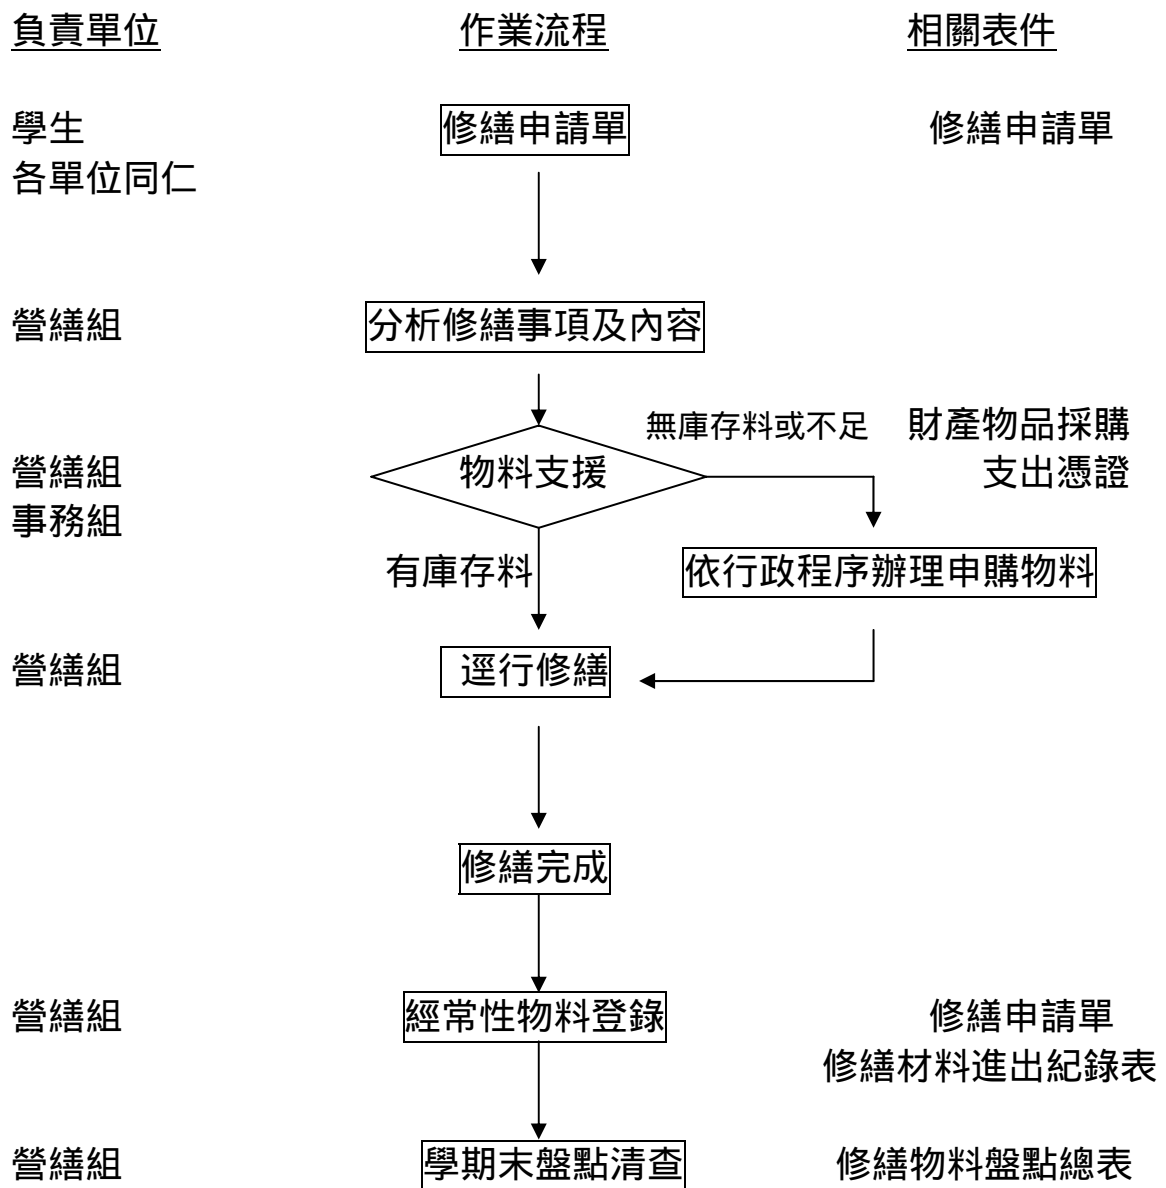 負責單位 作業流程 相關表件
學生 修繕申請單 修繕申請單
各單位同仁
營繕組 分析修繕事項及內容
無庫存料或不足 財產物品採購
營繕組 物料支援 支出憑證
事務組
有庫存料 依行政程序辦理申購物料
營繕組 逕行修繕
修繕完成
營繕組 經常性物料登錄 修繕申請單
修繕材料進出紀錄表
營繕組 學期末盤點清查 修繕物料盤點總表